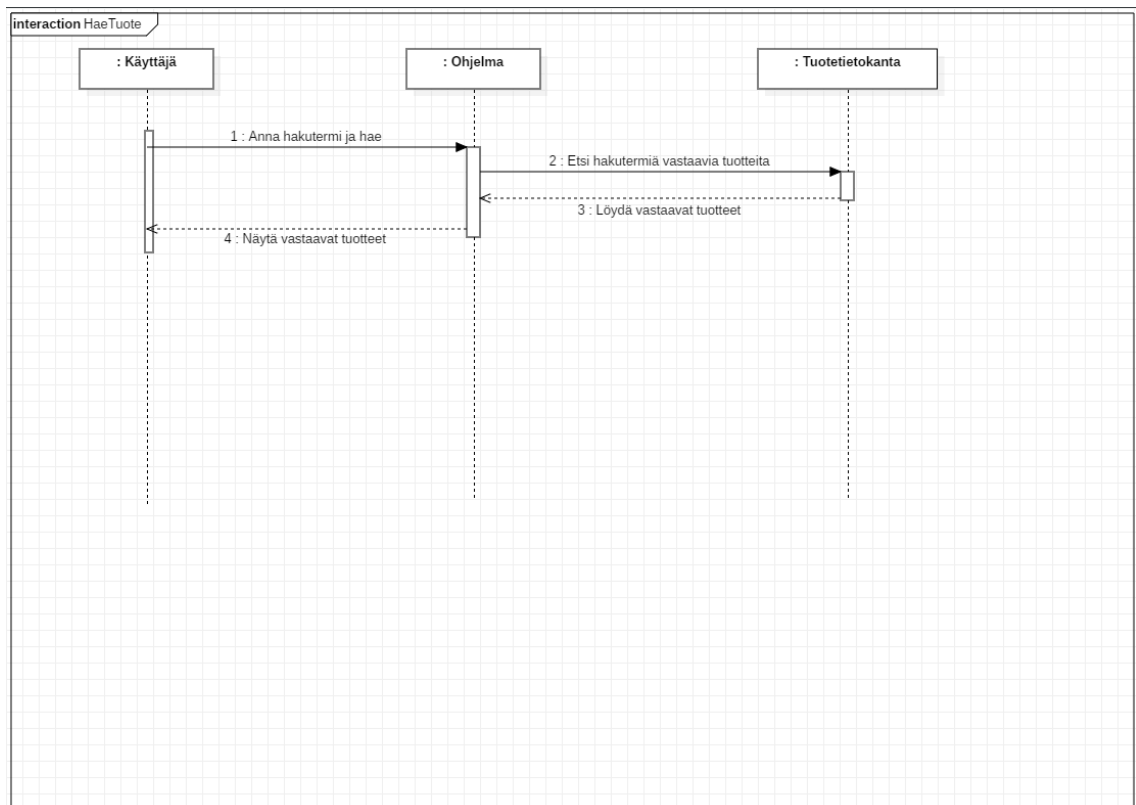 interaction HaeTuote
: Käyttäjä
: Ohjelma
: Tuotetietokanta
1 : Anna hakutermi ja hae
2 : Etsi hakutermiä vastaavia tuotteita
3 : Löydä vastaavat tuotteet
4 : Näytä vastaavat tuotteet